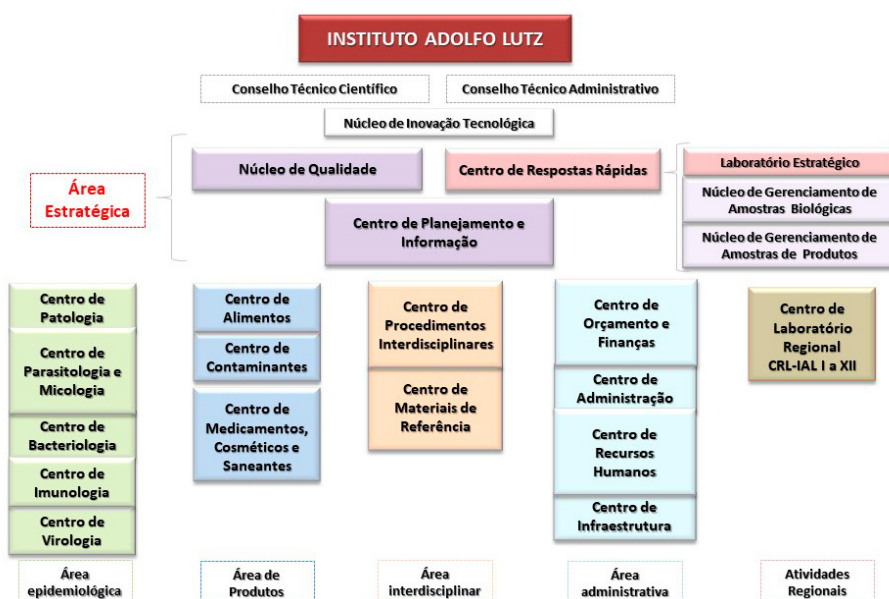 INSTITUTO ADOLFO LUTZ
Conselho Técnico Científico
Conselho Técnico Administrativo
Núcleo de Inovação Tecnológica
Área
Estratégica
Núcleo de Qualidade
Centro de Respostas Rápidas
Centro de Planejamento e
Informação
Laboratório Estratégico
Núcleo de Gerenciamento de
Amostras Biológicas
Núcleo de Gerenciamento de
Amostras de Produtos
Centro de
Patologia
Centro de
Parasitologia e
Micologia
Centro de
Bacteriologia
Centro de
Imunologia
Centro de
Virologia
Área
epidemiológica
Centro de
Alimentos
Centro de
Contaminantes
Centro de
Medicamentos,
Cosméticos e
Saneantes
Área de
Produtos
Centro de
Procedimentos
Interdisciplinares
Centro de
Materiais de
Referência
Área
interdisciplinar
Centro de
Orçamento e
Finanças
Centro de
Administração
Centro de
Recursos
Humanos
Centro de
Infraestrutura
Área
administrativa
Centro de
Laboratório
Regional
CRL-IAL I a XII
Atividades
Regionais